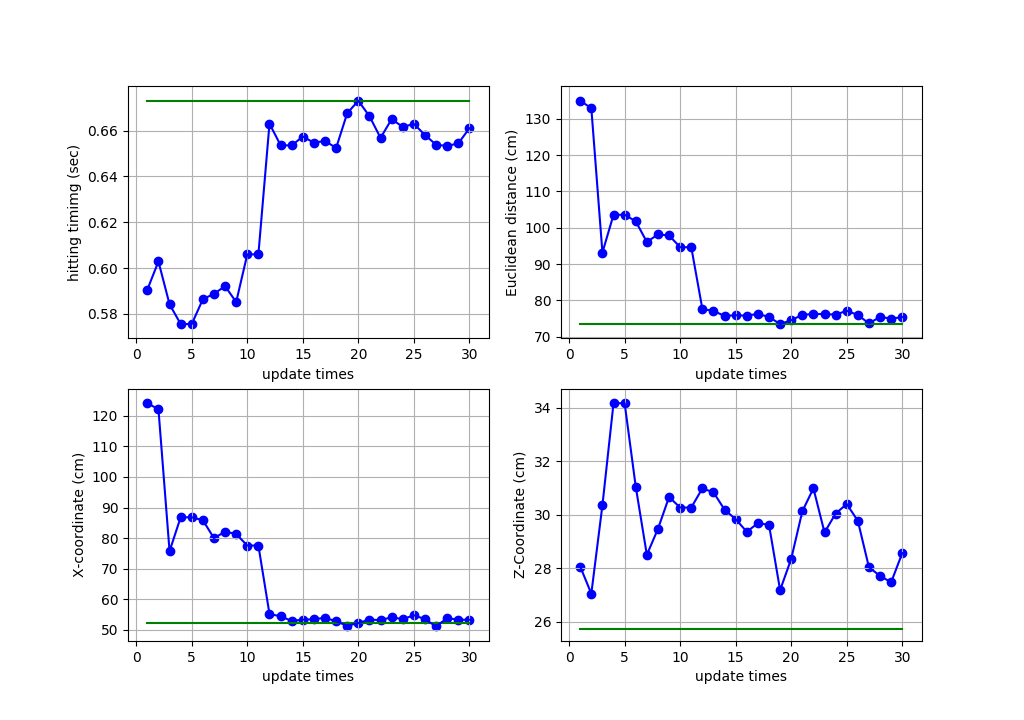 0.66
0.64
0.62
0.60
0.58
hitting timimg (sec)
0 5 10 15 20 25 30
update times
130
120
110
100
90
80
70
Euclidean distance (cm)
0 5 10 15 20 25 30
update times
120
110
100
90
80
70
60
50
X-coordinate (cm)
0 5 10 15 20 25 30
update times
34
32
30
28
26
Z-Coordinate (cm)
0 5 10 15 20 25 30
update times